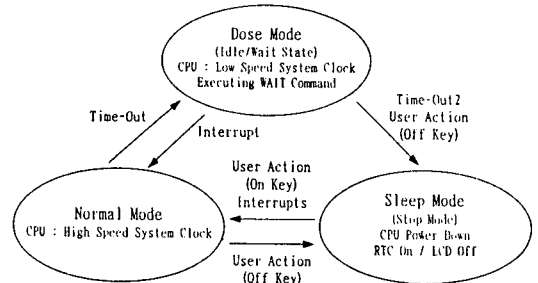 Dose Mode
(Idle/Wait State)
CPU : Low Speed System Clock
Executing WAIT Command
Time-Out
Interrupt
Time-Out2
User Action
(Off Key)
User Action
(On Key)
Interrupts
Normal Mode
CPU : High Speed System Clock
Sleep Mode
(Stop Mode)
CPU Power Down
RTC On / LCD Off
User Action
(Off Key)